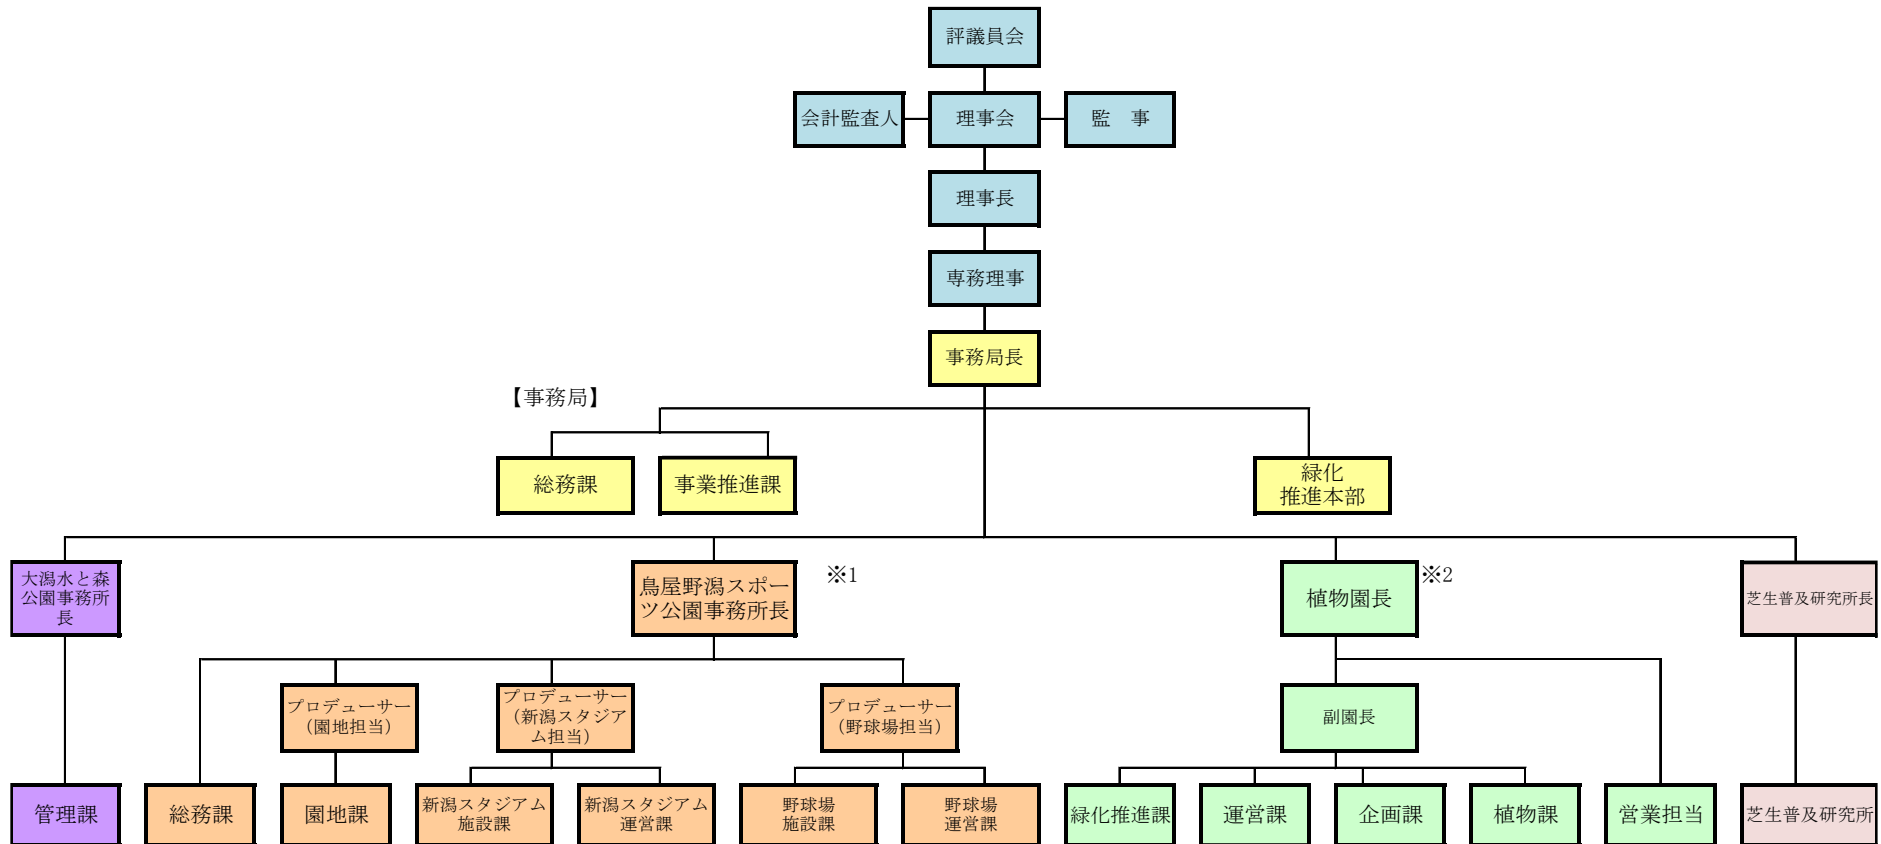 評議員会
会計監査人
理事会
監　事
理事長
専務理事
事務局長
【事務局】
総務課
事業推進課
緑化
推進本部
大潟水と森
公園事務所
長
鳥屋野潟スポー
ツ公園事務所長
※1
植物園長
※2
芝生普及研究所長
プロデューサー
（園地担当）
プロデューサー
（新潟スタジア
ム担当）
プロデューサー
（野球場担当）
副園長
管理課
総務課
園地課
新潟スタジアム
施設課
新潟スタジアム
運営課
野球場
施設課
野球場
運営課
緑化推進課
運営課
企画課
植物課
営業担当
芝生普及研究所